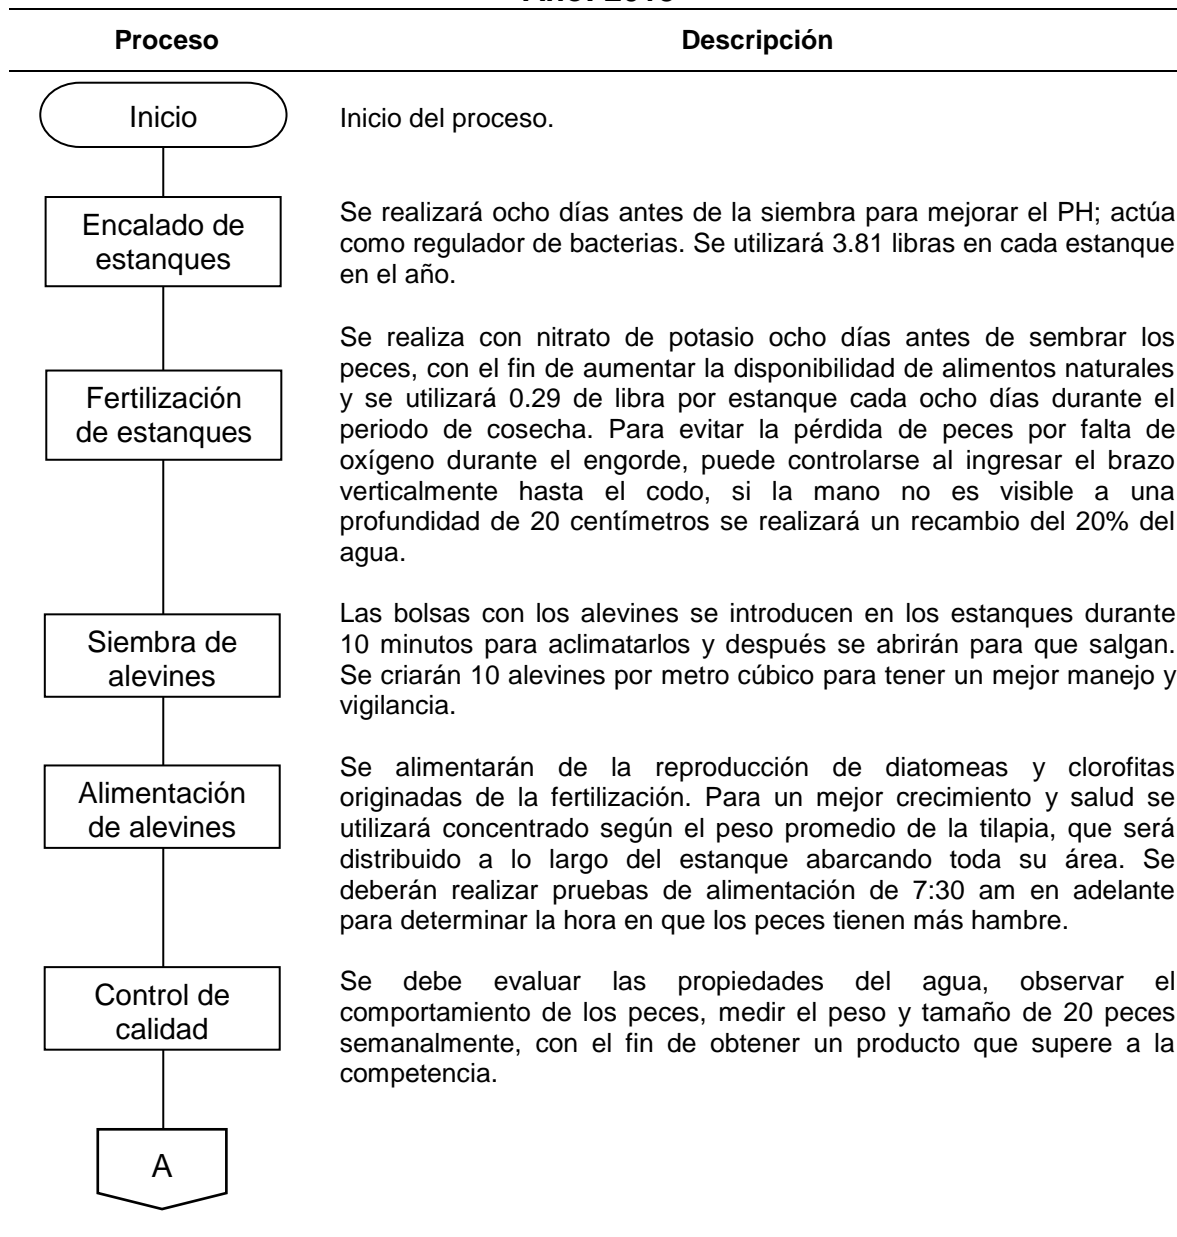 Proceso Descripción
Inicio
Inicio del proceso.
Encalado de
estanques
Se realizará ocho días antes de la siembra para mejorar el PH; actúa
como regulador de bacterias. Se utilizará 3.81 libras en cada estanque
en el año.
Fertilización
de estanques
Se realiza con nitrato de potasio ocho días antes de sembrar los
peces, con el fin de aumentar la disponibilidad de alimentos naturales
y se utilizará 0.29 de libra por estanque cada ocho días durante el
periodo de cosecha. Para evitar la pérdida de peces por falta de
oxígeno durante el engorde, puede controlarse al ingresar el brazo
verticalmente hasta el codo, si la mano no es visible a una
profundidad de 20 centímetros se realizará un recambio del 20% del
agua.
Siembra de
alevines
Las bolsas con los alevines se introducen en los estanques durante
10 minutos para aclimatarlos y después se abrirán para que salgan.
Se criarán 10 alevines por metro cúbico para tener un mejor manejo y
vigilancia.
Alimentación
de alevines
Se alimentarán de la reproducción de diatomeas y clorofitas
originadas de la fertilización. Para un mejor crecimiento y salud se
utilizará concentrado según el peso promedio de la tilapia, que será
distribuido a lo largo del estanque abarcando toda su área. Se
deberán realizar pruebas de alimentación de 7:30 am en adelante
para determinar la hora en que los peces tienen más hambre.
Control de
calidad
Se debe evaluar las propiedades del agua, observar el
comportamiento de los peces, medir el peso y tamaño de 20 peces
semanalmente, con el fin de obtener un producto que supere a la
competencia.
A